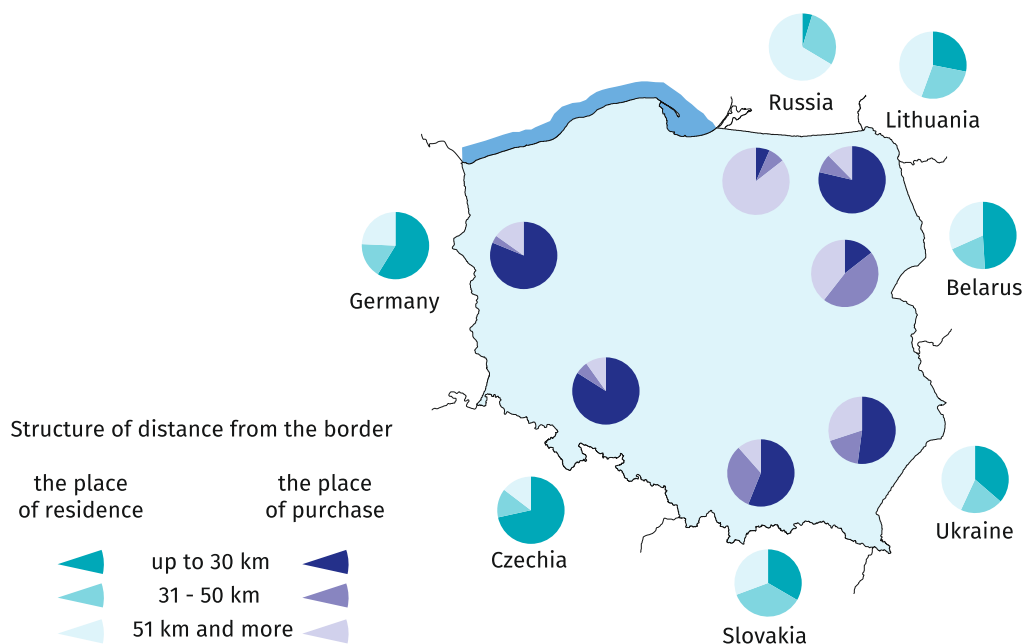 Russia
Lithuania
Germany
Belarus
Structure of distance from the border
the place
of residence
the place
of purchase
up to 30 km
31 - 50 km
51 km and more
Czechia
Ukraine
Slovakia